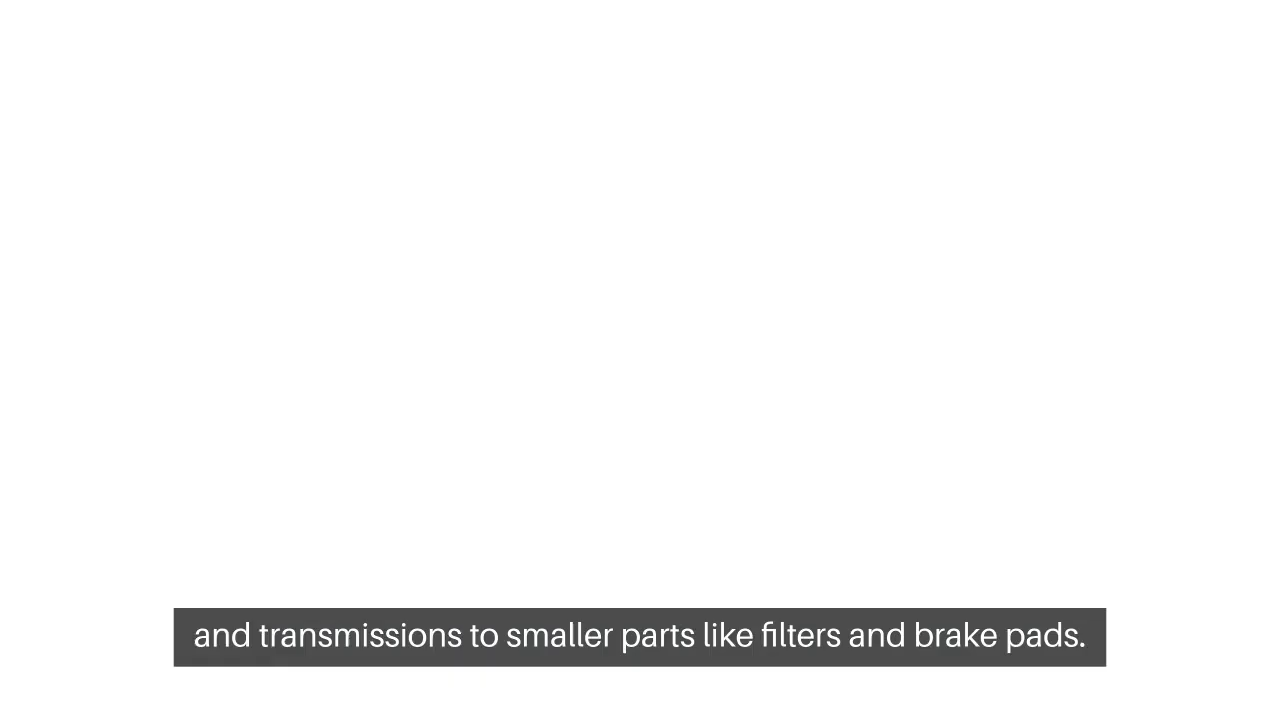 and transmissions to smaller parts like filters and brake pads.